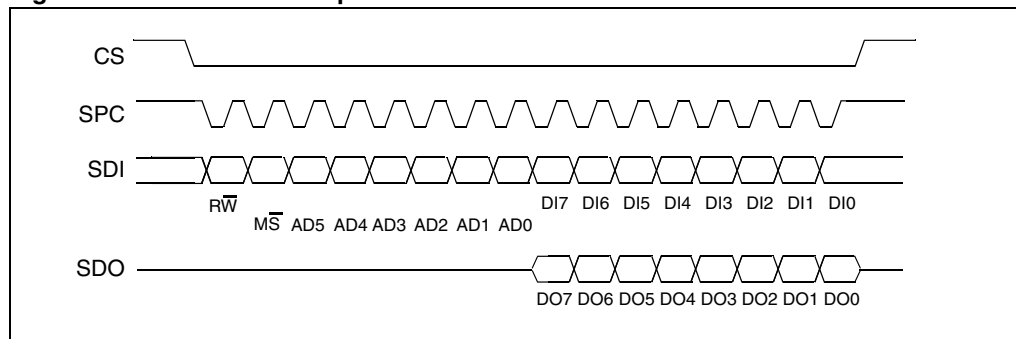 CS
SPC
SDI
RW̅
DI7 DI6 DI5 DI4 DI3 DI2 DI1 DI0
MS̅ AD5 AD4 AD3 AD2 AD1 AD0
SDO
DO7 DO6 DO5 DO4 DO3 DO2 DO1 DO0